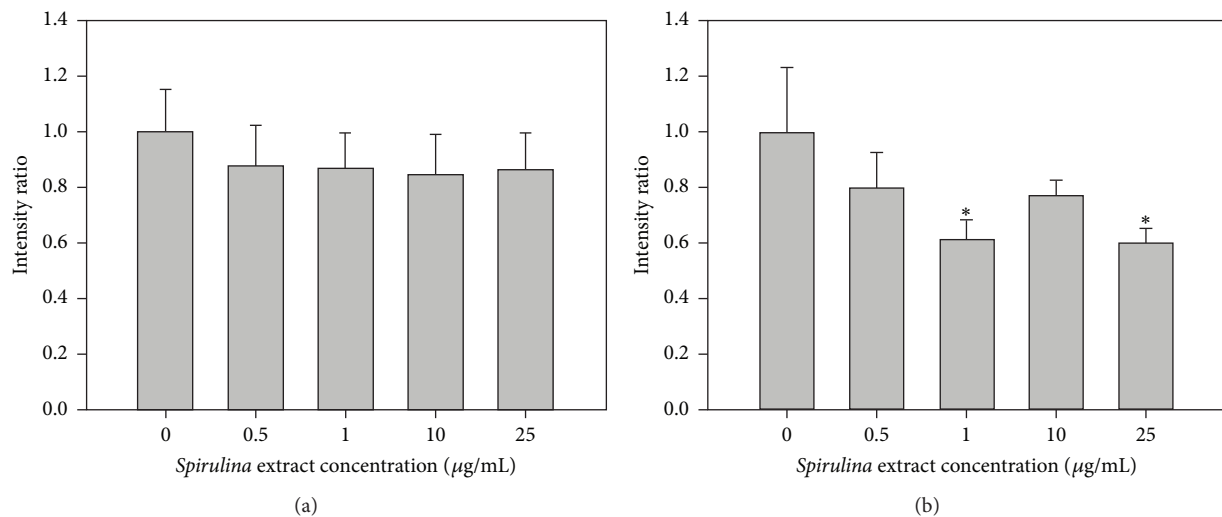 1.4
1.2
1.0
0.8
0.6
0.4
0.2
0.0
Intensity ratio
0 0.5 1 10 25
Spirulina extract concentration (μg/mL)
(a)
1.4
1.2
1.0
0.8
0.6
0.4
0.2
0.0
Intensity ratio
* *
0 0.5 1 10 25
Spirulina extract concentration (μg/mL)
(b)